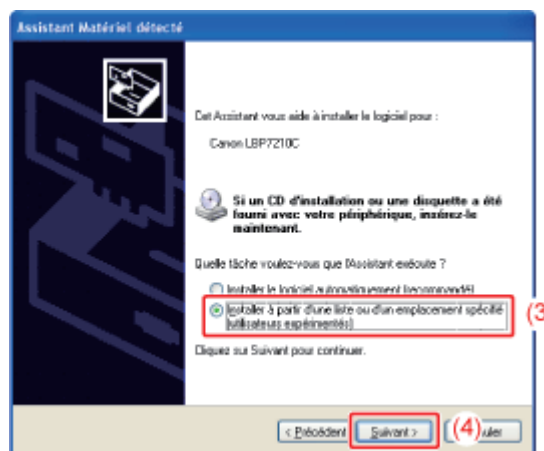 Assistant Matériel détecté
Cet Assistant vous aide à installer le logiciel pour :
Canon LBP7210C
Si un CD d'installation ou une disquette a été
fourni avec votre périphérique, insérez-le
maintenant.
Quelle tâche voulez-vous que l'Assistant exécute ?
Installer le logiciel automatiquement (recommandé)
Installer à partir d'une liste ou d'un emplacement spécifié
(utilisateurs expérimentés)
(3
Cliquez sur Suivant pour continuer.
< Précédent Suivant > (4) uler